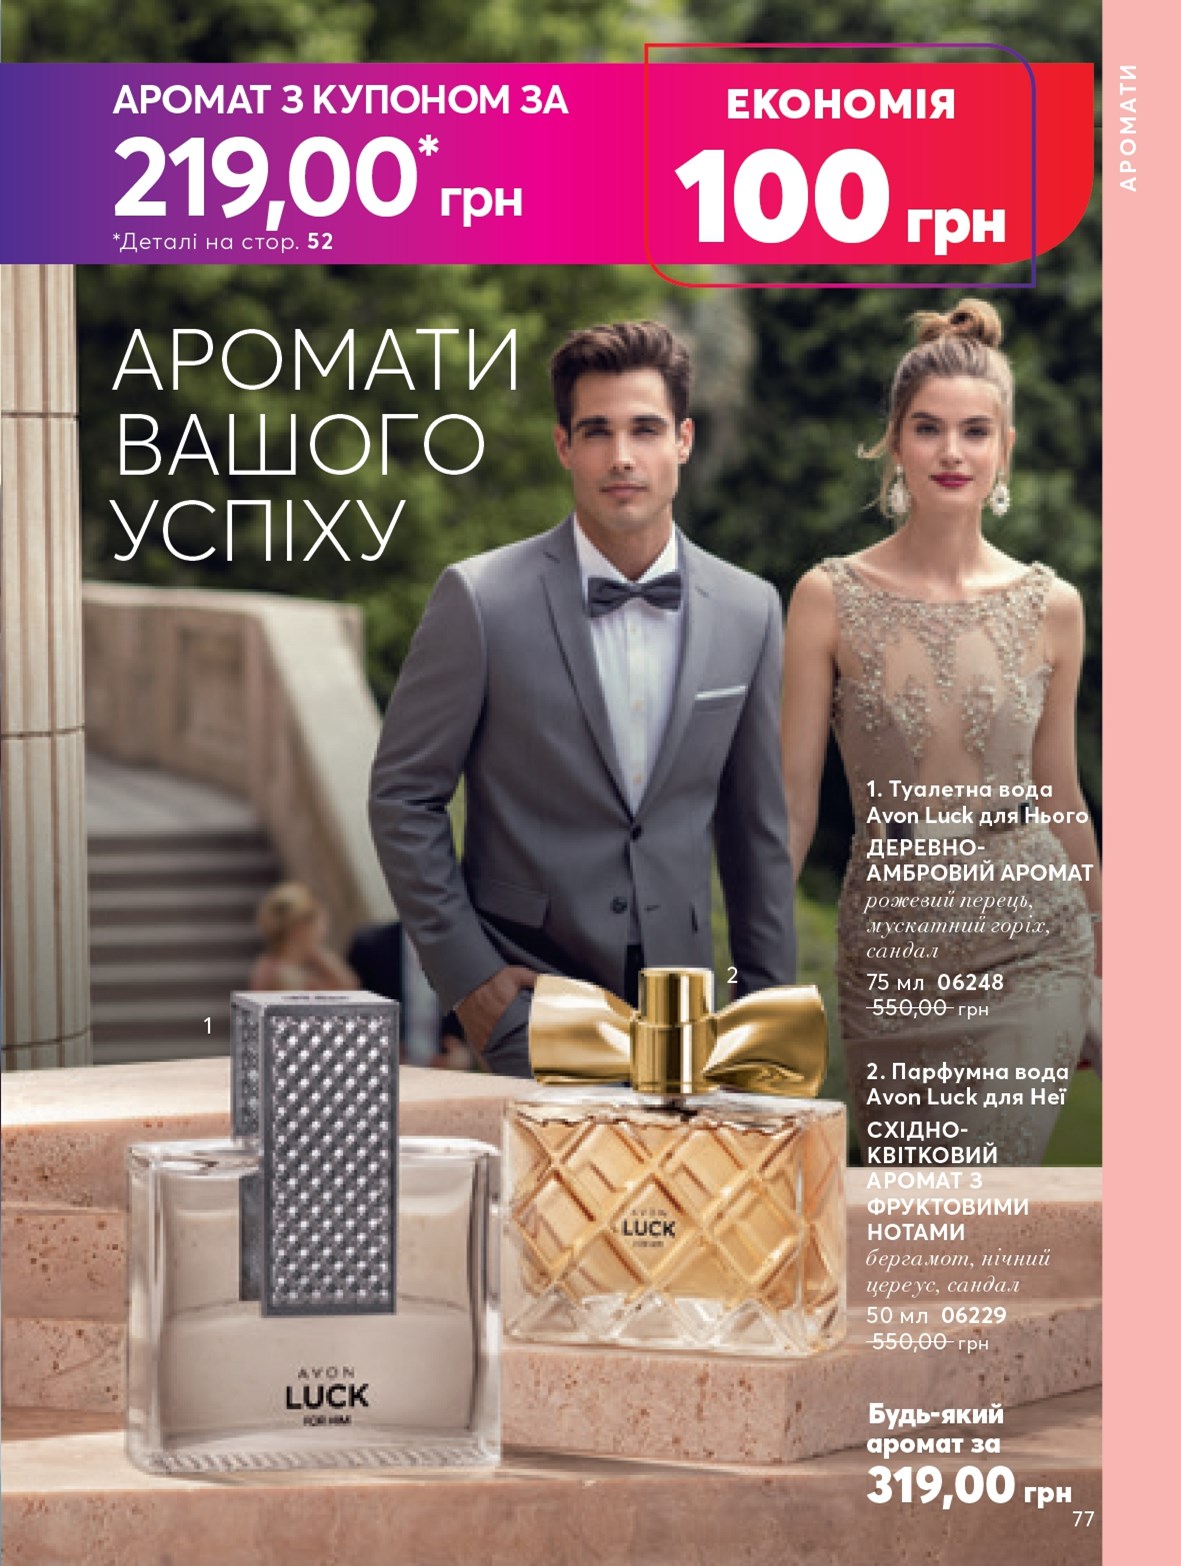 АРОМАТИ
АРОМАТ З КУПОНОМ ЗА
219,00* грн
*Деталі на стор. 52
ЕКОНОМІЯ
100 грн
АРОМАТИ
ВАШОГО
УСПІХУ
1. Туалетна вода
Avon Luck для Нього
ДЕРЕВНО-
АМБРОВИЙ АРОМАТ
рожевий перець,
мускатний горіх,
сандал
75 мл 06248
550,00 грн
2. Парфумна вода
Avon Luck для Неї
СХІДНО-
КВІТКОВИЙ
АРОМАТ З
ФРУКТОВИМИ
НОТАМИ
бергамот, нічний
цереус, сандал
50 мл 06229
550,00 грн
Будь-який
аромат за
319,00 грн
77
1
2
AVON
LUCK
FOR HIM
AVON
LUCK